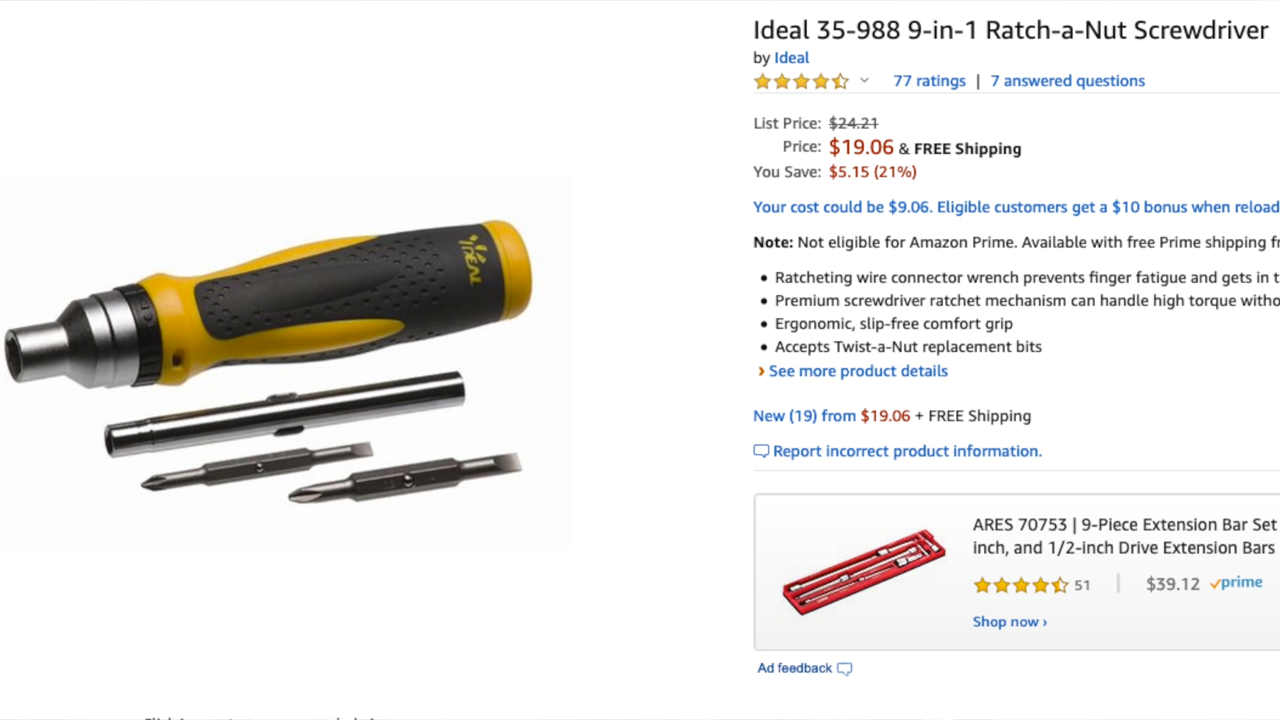 Ideal 35-988 9-in-1 Ratch-a-Nut Screwdriver
by Ideal
77 ratings | 7 answered questions
List Price: $24.21
Price: $19.06 & FREE Shipping
You Save: $5.15 (21%)
Your cost could be $9.06. Eligible customers get a $10 bonus when reload
Note: Not eligible for Amazon Prime. Available with free Prime shipping
Ratcheting wire connector wrench prevents finger fatigue and gets in
Premium screwdriver ratchet mechanism can handle high torque
Ergonomic, slip-free comfort grip
Accepts Twist-a-Nut replacement bits
› See more product details
New (19) from $19.06 + FREE Shipping
Report incorrect product information.
IDEAL
ARES 70753 | 9-Piece Extension Bar Set
inch, and 1/2-inch Drive Extension Bars
51 | $39.12 prime
Shop now ›
Ad feedback